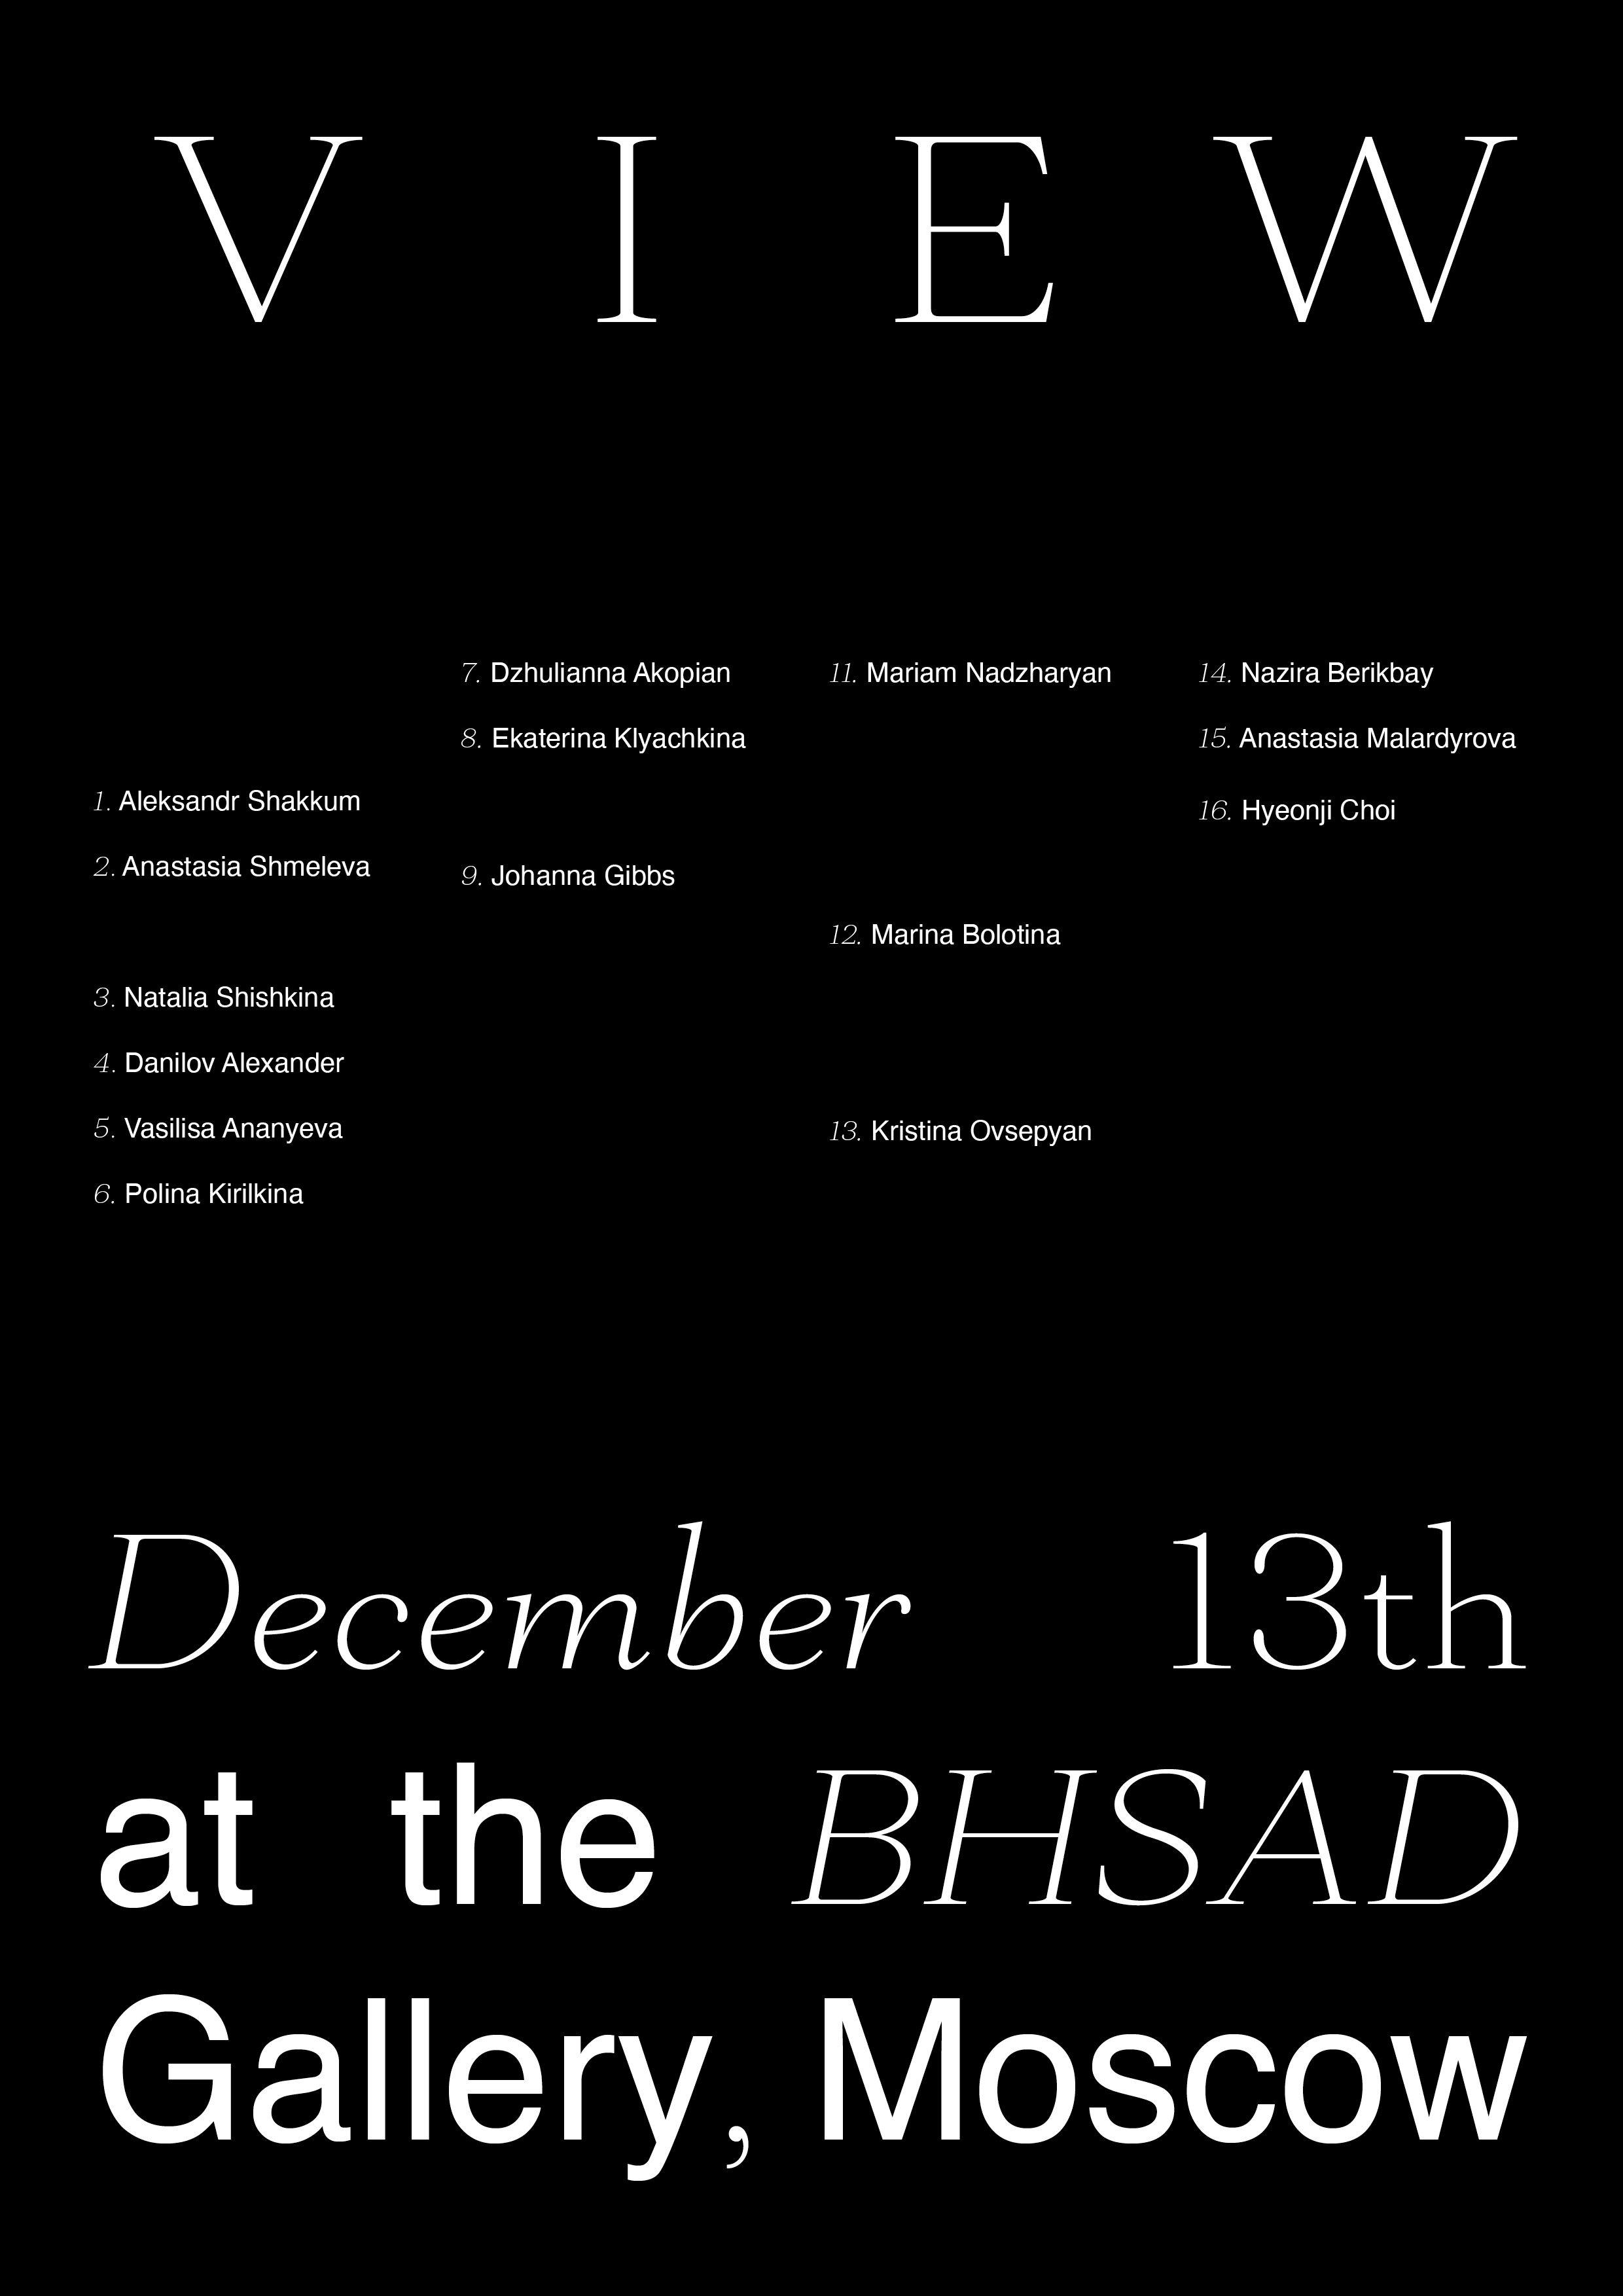 VIEW
1. Aleksandr Shakkum
2. Anastasia Shmeleva
3. Natalia Shishkina
4. Danilov Alexander
5. Vasilisa Ananyeva
6. Polina Kirilkina
7. Dzhulianna Akopian
8. Ekaterina Klyachkina
9. Johanna Gibbs
11. Mariam Nadzharyan
12. Marina Bolotina
13. Kristina Ovsepyan
14. Nazira Berikbay
15. Anastasia Malardyrova
16. Hyeonji Choi
December 13th
at the BHSAD
Gallery, Moscow